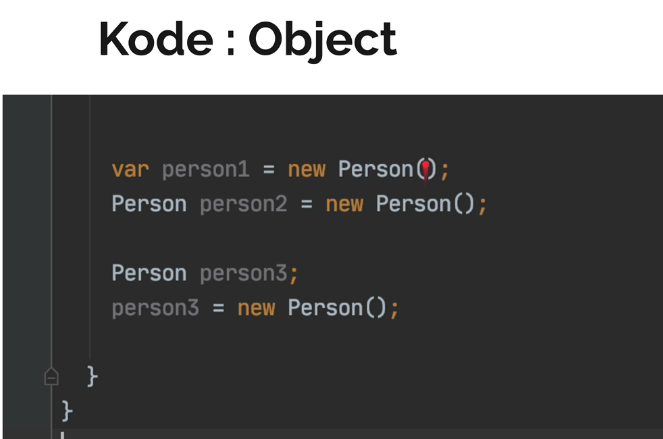 Kode : Object
var person1 = new Person();
Person person2 = new Person();
Person person3;
person3 = new Person();
}
}